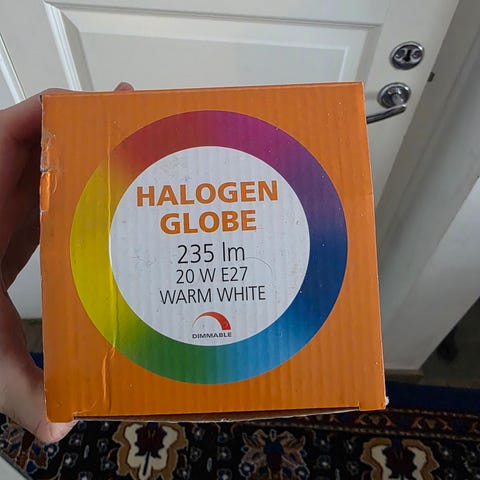 HALOGEN
GLOBE
235 lm
20 W E27
WARM WHITE
DIMMABLE